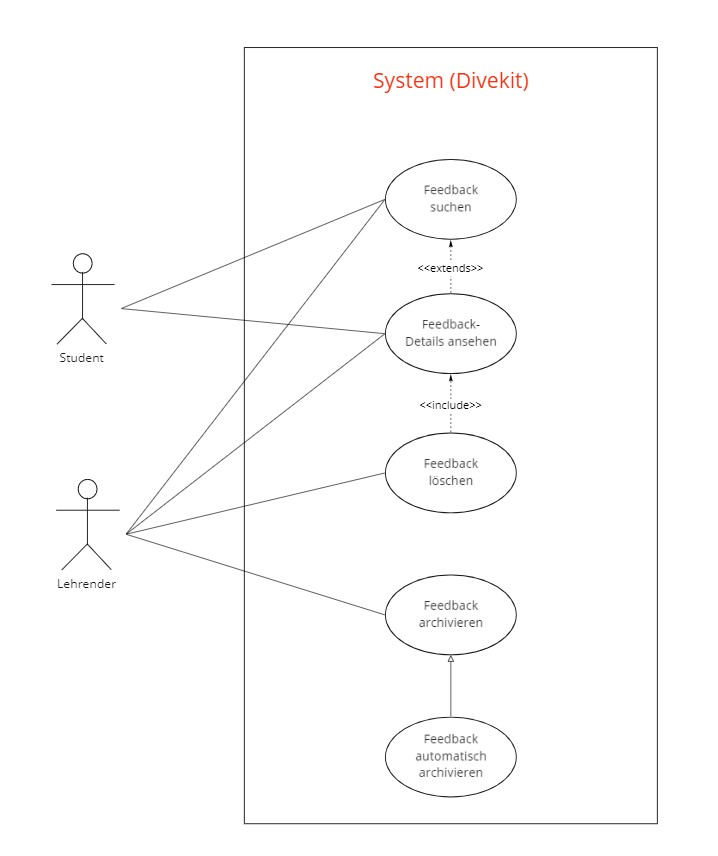 System (Divekit)
Feedback
suchen
<<extends>>
Feedback-
Details ansehen
Student
<<include>>
Feedback
löschen
Lehrender
Feedback
archivieren
Feedback
automatisch
archivieren